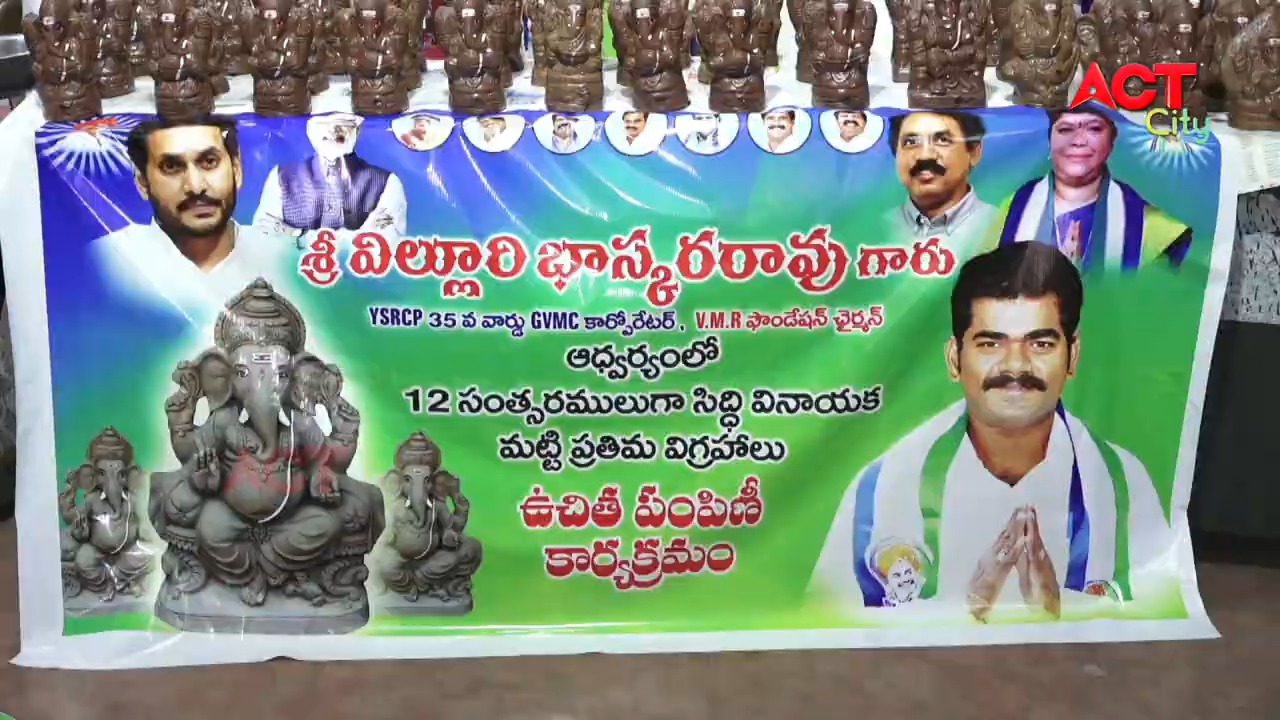 ACT
City
శ్రీ విల్లూరి భాస్కరరావు గారు
YSRCP 35 వ వార్డు GVMC కార్పోరేటర్, V.M.R ఫౌండేషన్ ఛైర్మన్
ఆధ్వర్యంలో
12 సంత్సరములుగా సిద్ధి వినాయక
మట్టి ప్రతిమ విగ్రహాలు
ఉచిత పంపిణీ
కార్యక్రమం
ACT